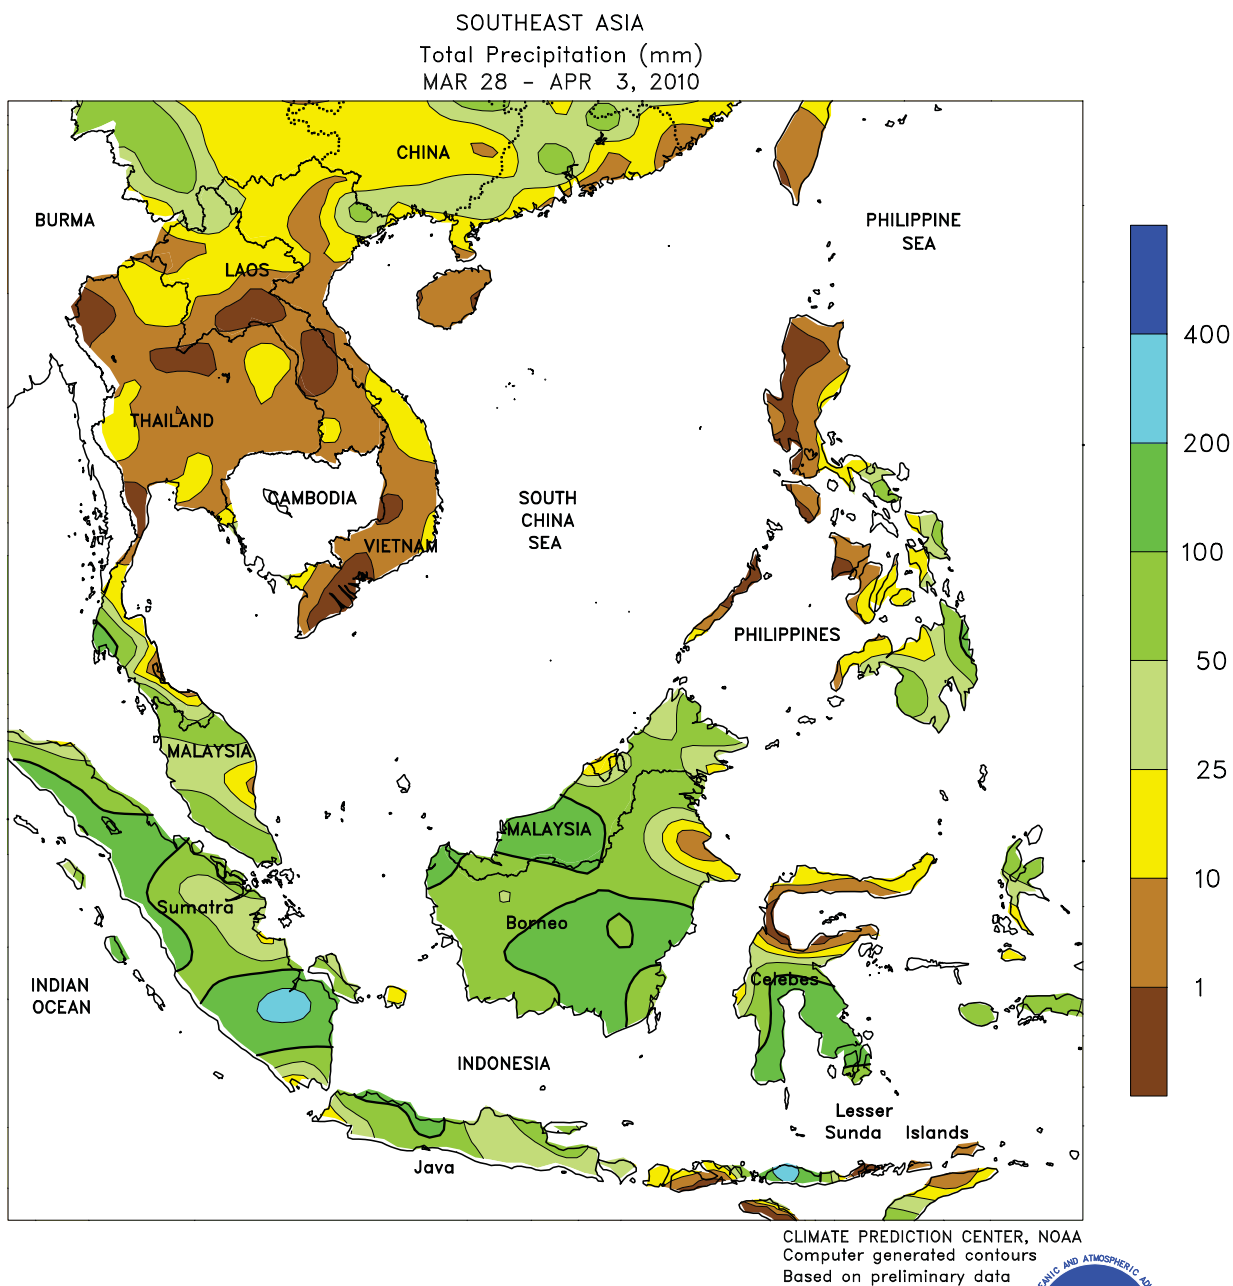 SOUTHEAST ASIA
Total Precipitation (mm)
MAR 28 - APR 3, 2010
CHINA
BURMA
PHILIPPINE
SEA
LAOS
400
THAILAND
200
CAMBODIA
SOUTH
CHINA
SEA
VIETNAM
100
PHILIPPINES
50
MALAYSIA
25
MALAYSIA
10
Sumatra
Borneo
Celebes
INDIAN
OCEAN
1
INDONESIA
Lesser
Sunda Islands
Java
CLIMATE PREDICTION CENTER, NOAA
Computer generated contours
Based on preliminary data
AND ATMOSPHERIC